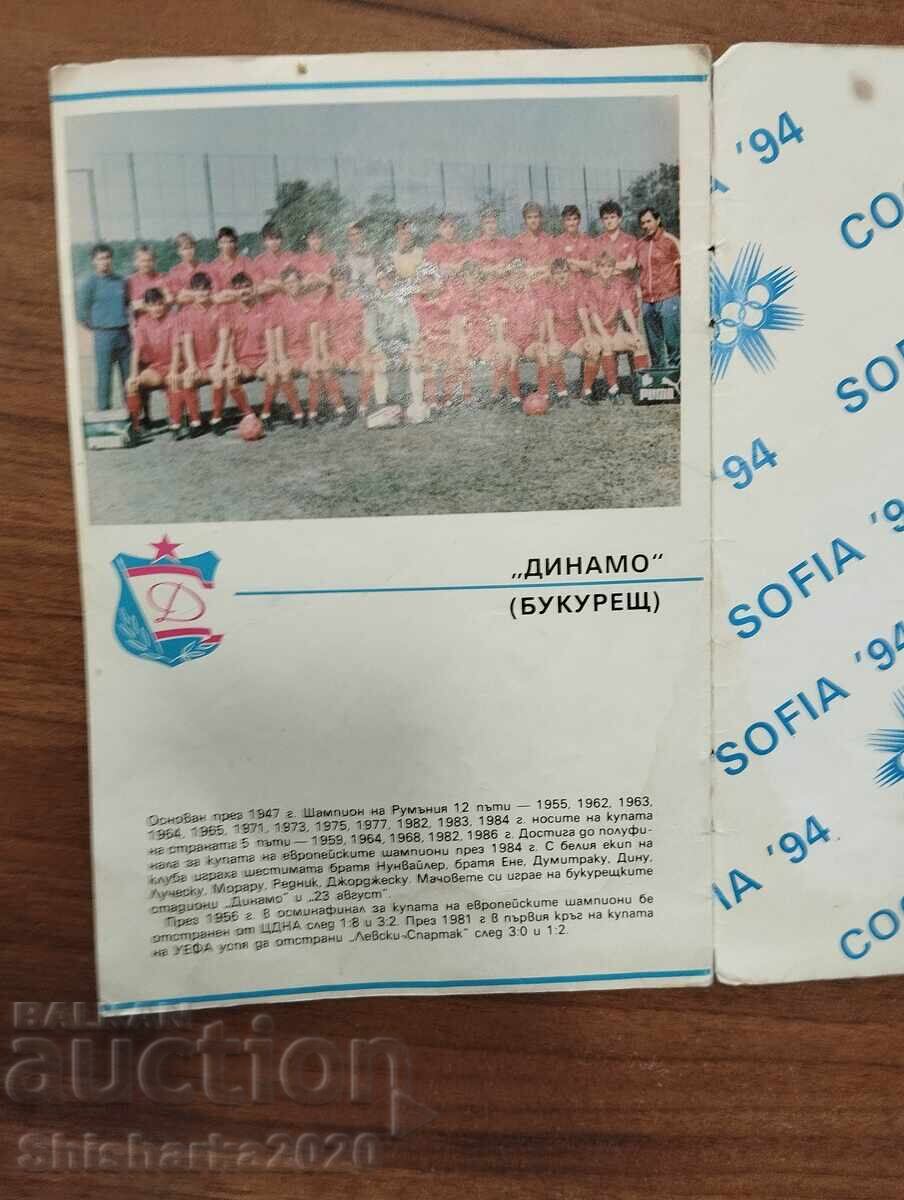 „ДИНАМО“
(БУКУРЕЩ)
Д
PUMA
Основан през 1947 г. Шампион на Румъния 12 пъти — 1955, 1962, 1963,
1964, 1965, 1971, 1973, 1975, 1977, 1982, 1983, 1984 г. носите на купата
на страната 5 пъти — 1959, 1964, 1968, 1982, 1986 г. Достига до полуфи-
нала за купата на европейските шампиони през 1984 г. С белия екип на
клуба играха шестимата братя Нунвайлер, братя Ене, Думитраку, Дину,
Луческу, Морару, Редник, Джорджеску. Мачовете си играе на букурещките
стадиони „Динамо“ и „23 август“.
През 1956 г. в осминафинал за купата на европейските шампиони бе
отстранен от ЦДНА след 1:8 и 3:2. През 1981 г в първия кръг на купата
на УЕФА успя да отстрани „Левски-Спартак“ след 3:0 и 1:2.
А '94
СОФ
SOFI
'94
SOFIA '9
SOFIA '94
IA '94
СОФ
BALKAN
auction
Shisharka2020